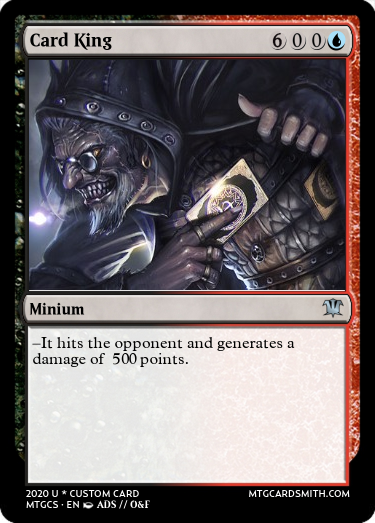 Card King 6 0 0
Minium
–It hits the opponent and generates a
damage of 500 points.
2020 U * CUSTOM CARD MTGCARDSMITH.COM
MTGCS · EN ADS // O&F